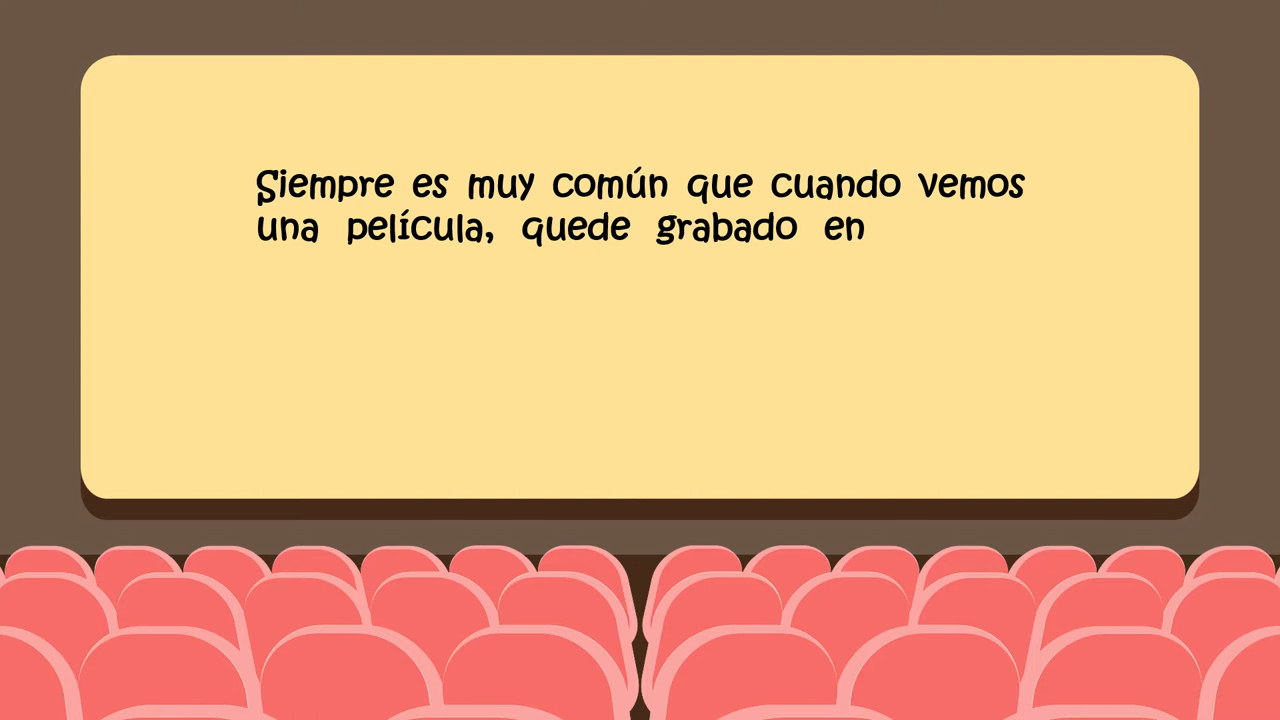 Siempre es muy común que cuando vemos
una película, quede grabado en